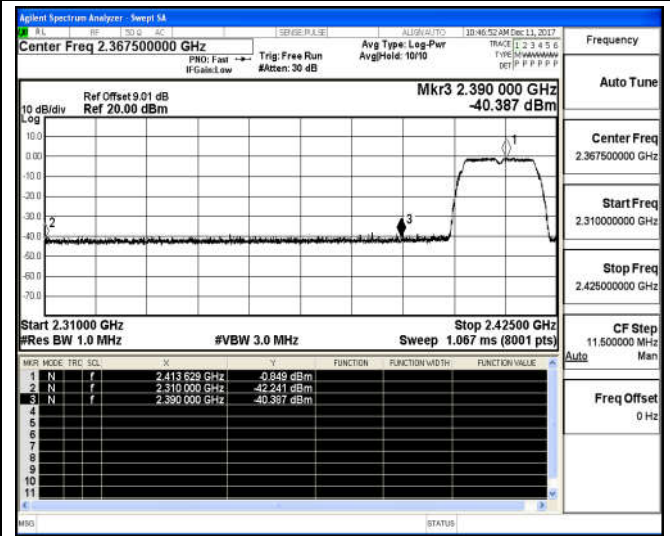 Agilent Spectrum Analyzer - Swept SA
RL RF 50 Ω AC SENSE:PULSE ALIGN AUTO 10:46:52 AM Dec 11, 2017
Center Freq 2.367500000 GHz
PNO: Fast
IFGain:Low
Trig: Free Run
#Atten: 30 dB
Avg Type: Log-Pwr
Avg|Hold: 10/10
TRACE 1 2 3 4 5 6
TYPE M W W W W W
DET P P P P P P
Ref Offset 9.01 dB
Ref 20.00 dBm
10 dB/div
Log
Mkr3 2.390 000 GHz
-40.387 dBm
10.0
0.00
-10.0
-20.0
-30.0
-40.0
-50.0
-60.0
-70.0
1
2
3
Start 2.31000 GHz
Stop 2.42500 GHz
#Res BW 1.0 MHz #VBW 3.0 MHz Sweep 1.067 ms (8001 pts)
MKR MODE TRC SCL X Y FUNCTION FUNCTION WIDTH FUNCTION VALUE
1 N f 2.413 629 GHz -0.849 dBm
2 N f 2.310 000 GHz -42.241 dBm
3 N f 2.390 000 GHz -40.387 dBm
4
5
6
7
8
9
10
11
MSG STATUS
Frequency
Auto Tune
Center Freq
2.367500000 GHz
Start Freq
2.310000000 GHz
Stop Freq
2.425000000 GHz
CF Step
11.500000 MHz
Auto Man
Freq Offset
0 Hz